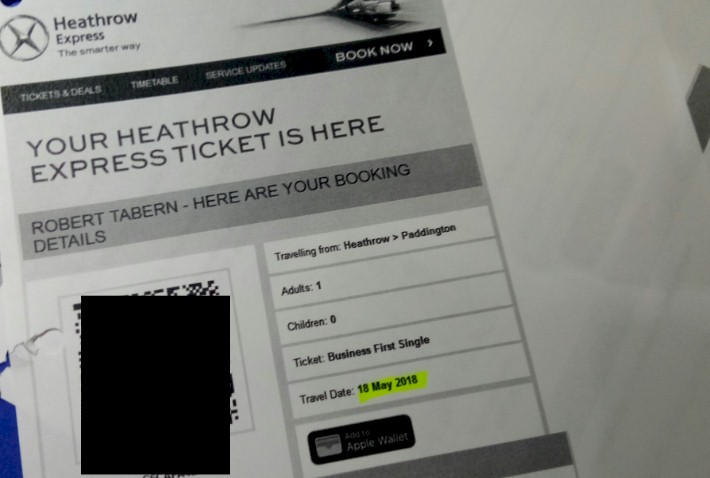 Heathrow
Express
The smarter way
BOOK NOW
TICKETS & DEALS TIMETABLE SERVICE UPDATES
YOUR HEATHROW
EXPRESS TICKET IS HERE
ROBERT TABERN - HERE ARE YOUR BOOKING
DETAILS
Travelling from: Heathrow > Paddington
Adults: 1
Children: 0
Ticket: Business First Single
Travel Date: 18 May 2018
Add to
Apple Wallet